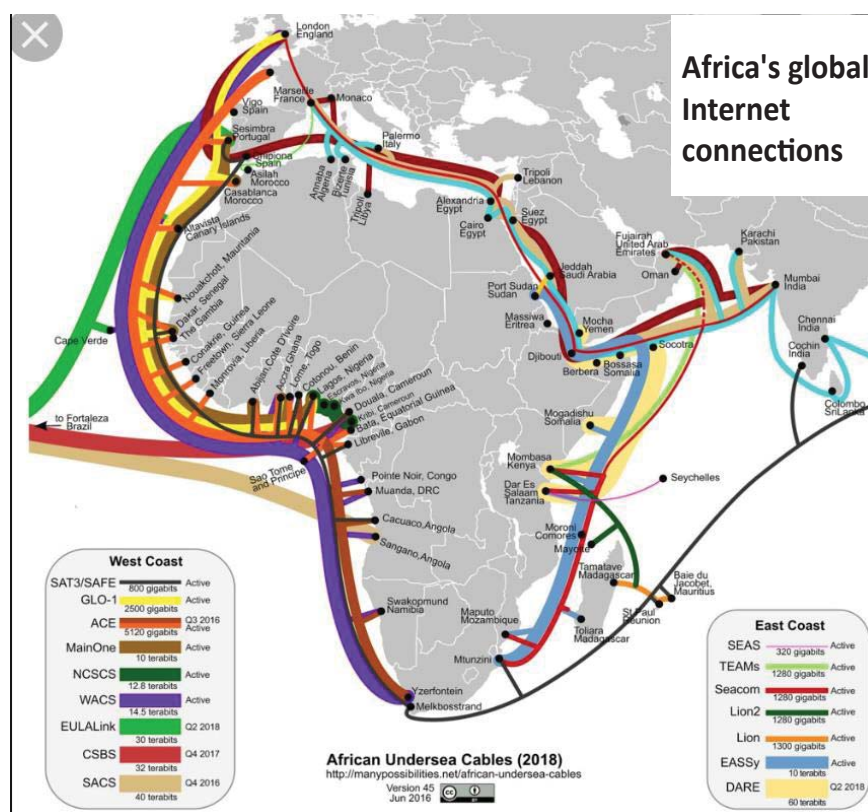 Africa's global
Internet
connections
London
England
Marseille
France
Monaco
Vigo
Spain
Sesimbra
Portugal
Chipiona
Spain
Asilah
Morocco
Casablanca
Morocco
Altavista
Canary Islands
Annaba
Algeria
Bizerte
Tunisia
Tripoli
Libya
Palermo
Italy
Tripoli
Lebanon
Alexandria
Egypt
Cairo
Egypt
Suez
Egypt
Jeddah
Saudi Arabia
Port Sudan
Sudan
Massiwa
Eritrea
Mocha
Yemen
Djibouti
Berbera
Bossasa
Somalia
Socotra
Fujairah
United Arab
Emirates
Oman
Karachi
Pakistan
Mumbai
India
Chennai
India
Cochin
India
Colombo
Sri Lanka
Nouakchott, Mauritania
Dakar, Senegal
The Gambia
Conakrie, Guinea
Freetown, Sierra Leone
Monrovia, Liberia
Abijan, Cote D'Ivoire
Accra, Ghana
Lome, Togo
Cotonou, Benin
Lagos, Nigeria
Escravos, Nigeria
Kwa Ibo, Nigeria
Douala, Cameroun
Kribi, Cameroun
Bata, Equatorial Guinea
Libreville, Gabon
Cape Verde
to Fortaleza
Brazil
Sao Tome
and Principe
Pointe Noir, Congo
Muanda, DRC
Cacuaco, Angola
Sangano, Angola
Swakopmund
Namibia
Yzerfontein
Melkbosstrand
Mogadishu
Somalia
Mombasa
Kenya
Dar Es
Salaam
Tanzania
Seychelles
Moroni
Comores
Mayotte
Tamatave
Madagascar
Baie du
Jacobet,
Mauritius
St Paul
Reunion
Maputo
Mozambique
Toliara
Madagascar
Mtunzini
West Coast
SAT3/SAFE Active
800 gigabits
GLO-1 Active
2500 gigabits
ACE Q3 2016
Active
5120 gigabits
MainOne Active
10 terabits
NCSCS Active
12.8 terabits
WACS Active
14.5 terabits
EULALink Q2 2018
30 terabits
CSBS Q4 2017
32 terabits
SACS Q4 2016
40 terabits
East Coast
SEAS Active
320 gigabits
TEAMs Active
1280 gigabits
Seacom Active
1280 gigabits
Lion2 Active
1280 gigabits
Lion Active
1300 gigabits
EASSy Active
10 terabits
DARE Q2 2018
60 terabits
African Undersea Cables (2018)
http://manypossibilities.net/african-undersea-cables
Version 45
Jun 2016